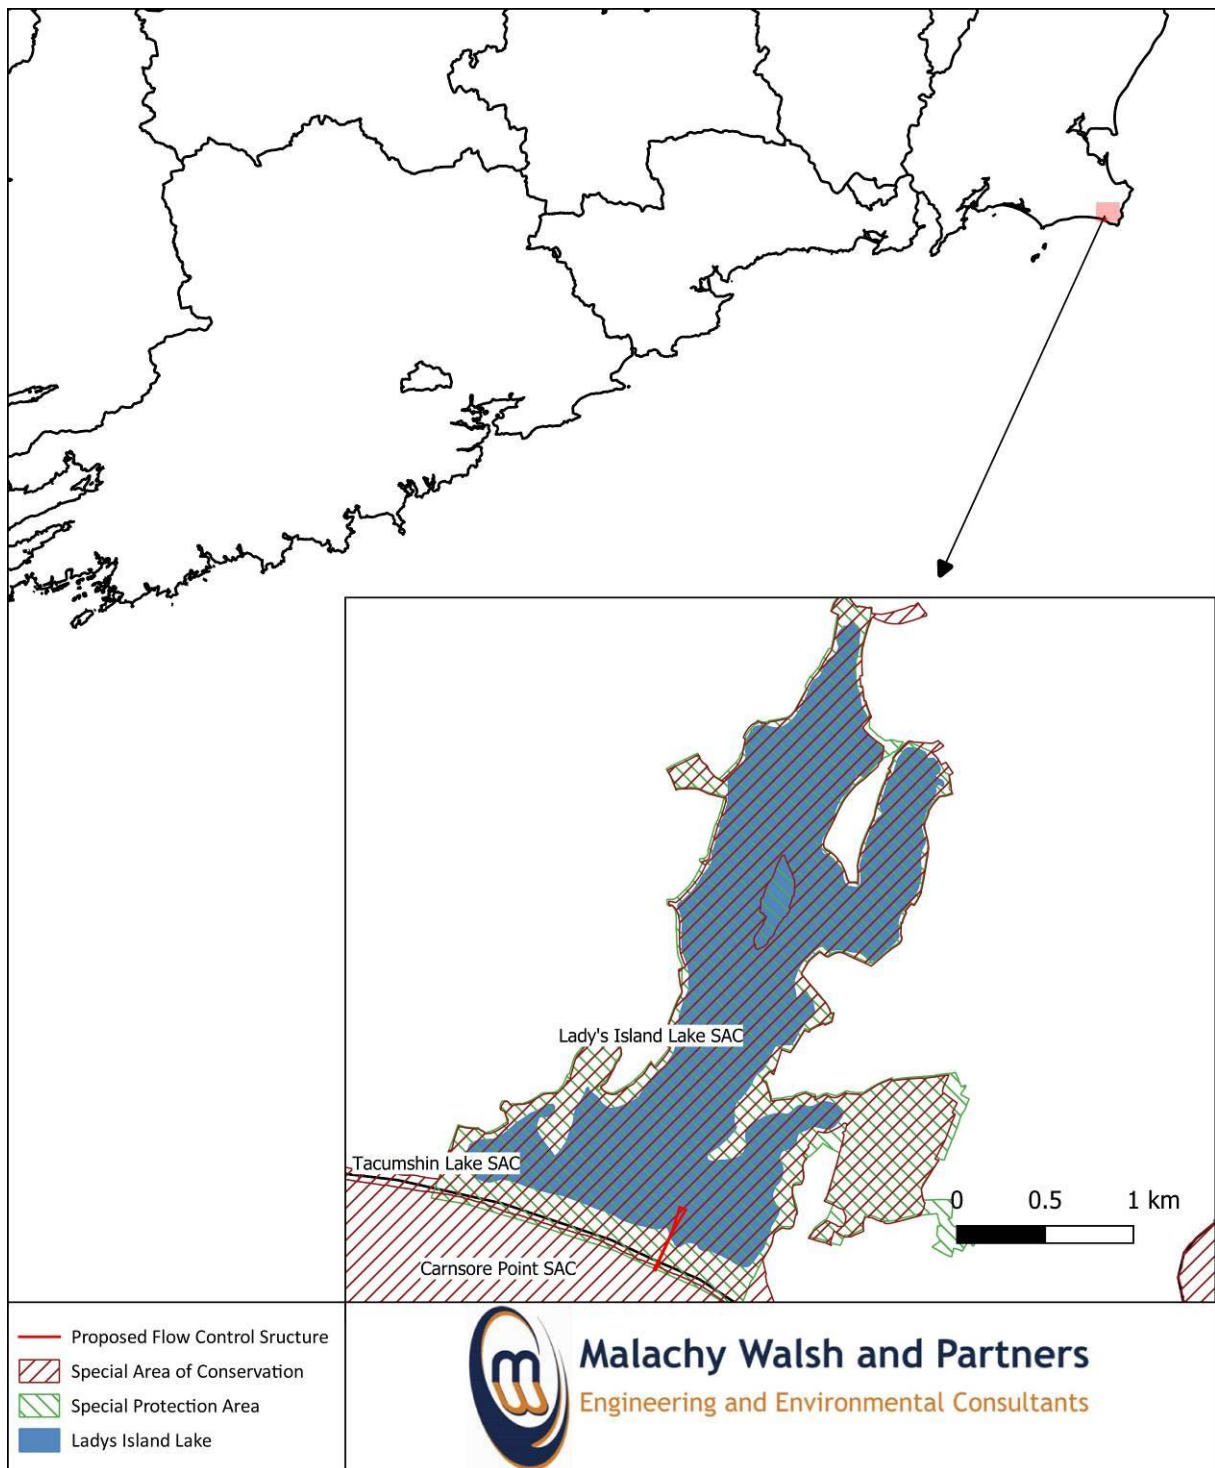 Lady's Island Lake SAC
Tacumshin Lake SAC
0 0.5 1 km
Carnsore Point SAC
Proposed Flow Control Sructure
Special Area of Conservation
Special Protection Area
Ladys Island Lake
Malachy Walsh and Partners
Engineering and Environmental Consultants